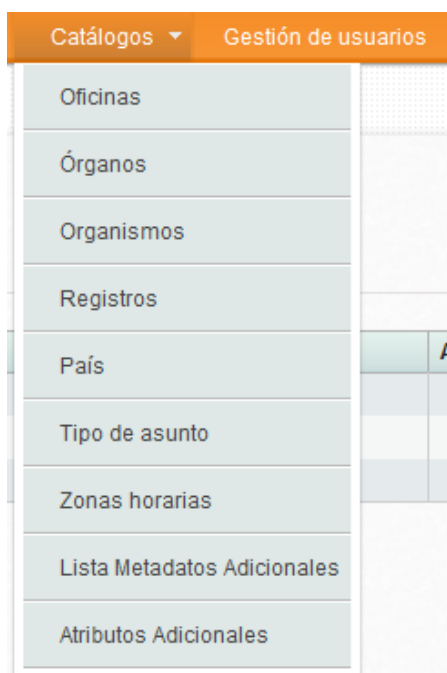 Catálogos Gestión de usuarios
Oficinas
Órganos
Organismos
Registros
País
Tipo de asunto
Zonas horarias
Lista Metadatos Adicionales
Atributos Adicionales